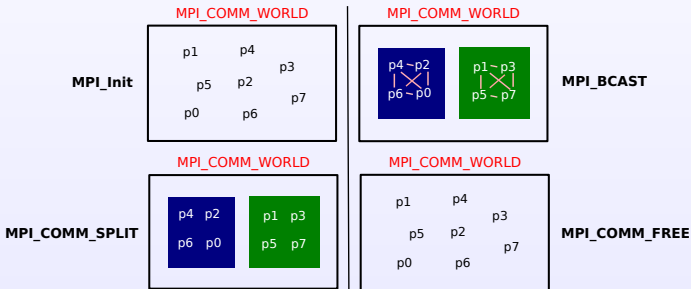 MPI_COMM_WORLD
MPI_Init
p1
p4
p3
p5
p2
p7
p0
p6
MPI_COMM_WORLD
p4 p2
p6 p0
p1 p3
p5 p7
MPI_BCAST
MPI_COMM_WORLD
MPI_COMM_SPLIT
p4 p2
p6 p0
p1 p3
p5 p7
MPI_COMM_WORLD
p1
p4
p3
p5
p2
p7
p0
p6
MPI_COMM_FREE